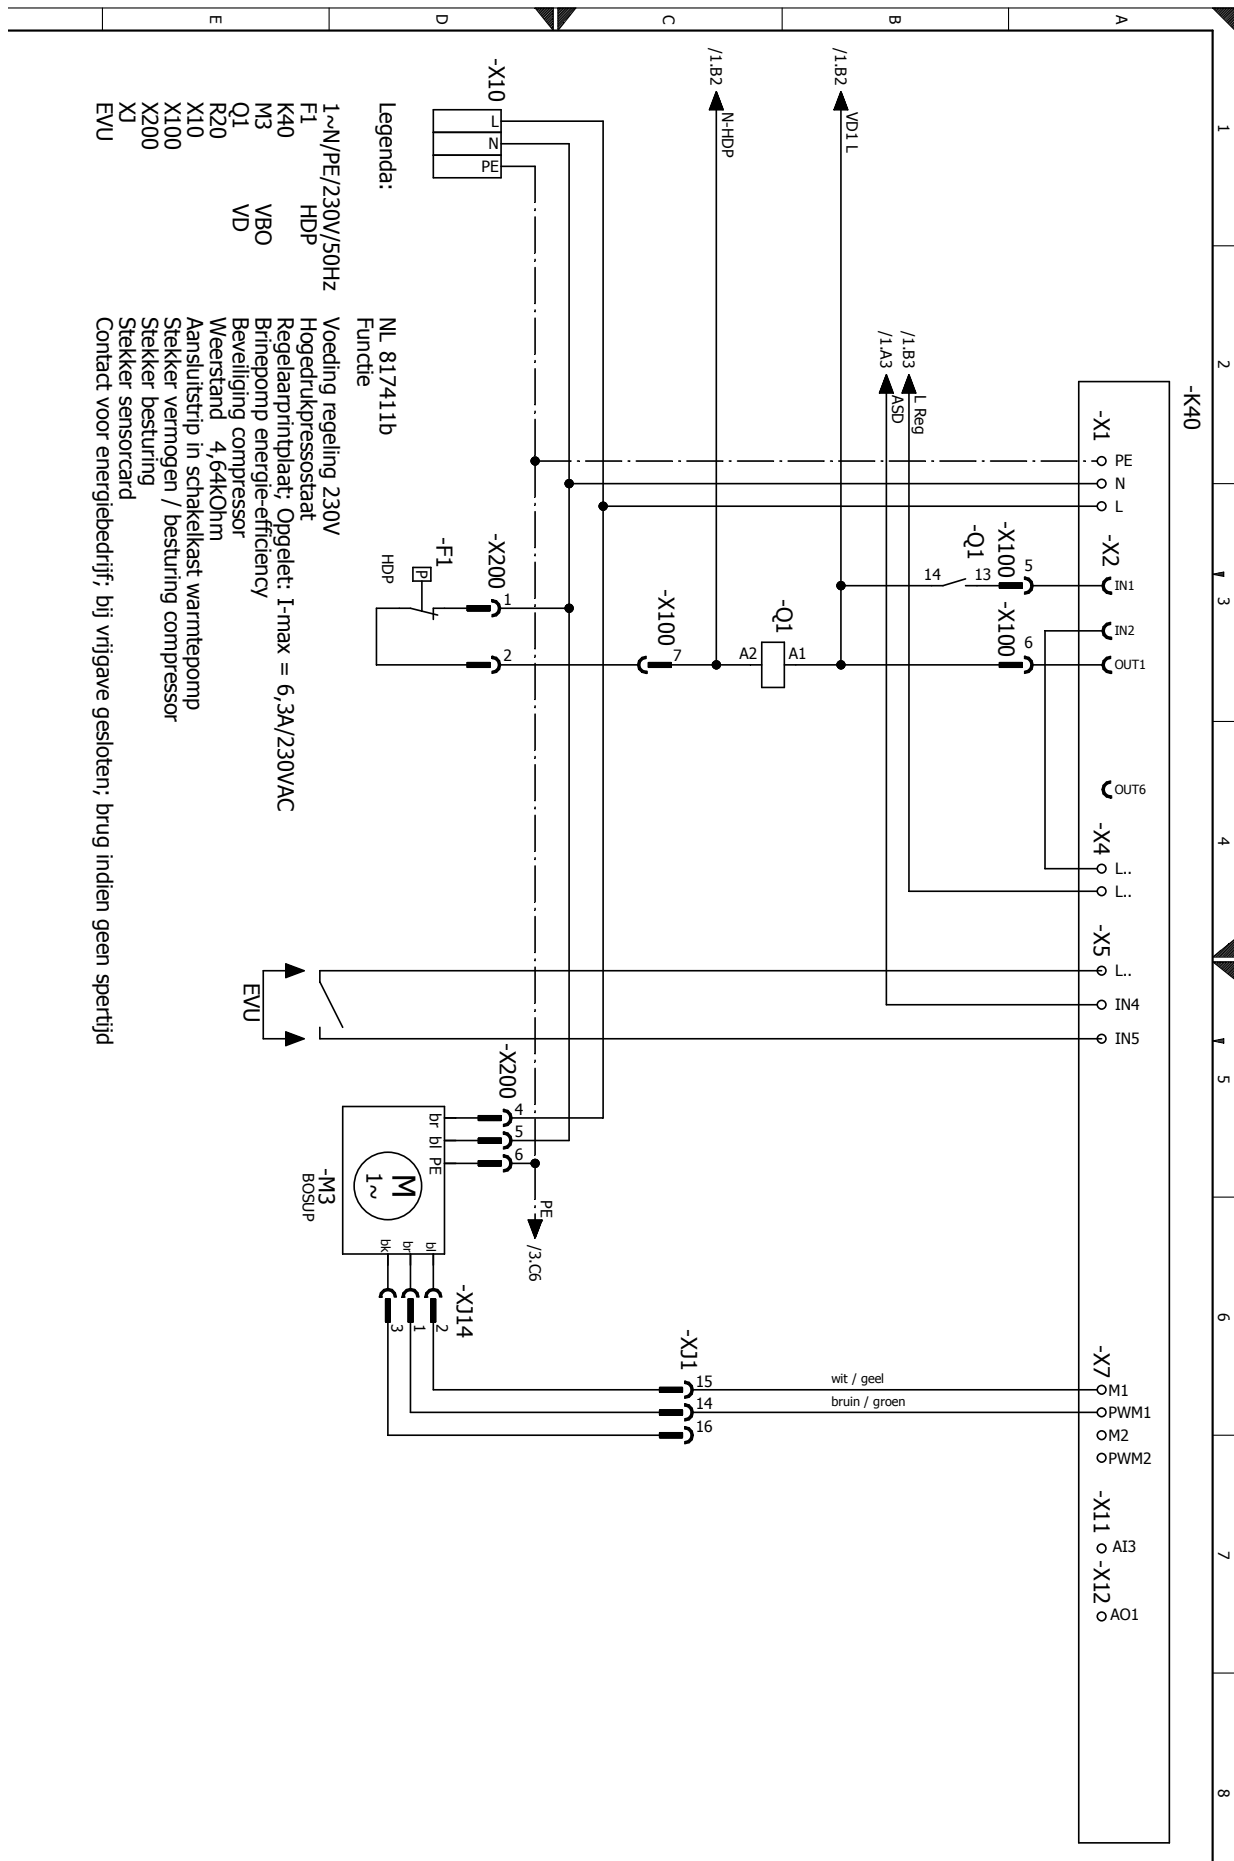 1
2
3
4
5
6
7
8
A
B
C
D
E
-K40
-X1
PE
N
L
-X2
IN1
IN2
OUT1
OUT6
-X4
L..
L..
-X5
L..
IN4
IN5
-X7
M1
PWM1
M2
PWM2
-X11
AI3
-X12
AO1
/1.B3
L Reg
/1.A3
ASD
-X100
5
-Q1
13
14
-X100
6
/1.B2
VD1 L
/1.B2
N-HDP
-Q1
A1
A2
-X100
7
wit / geel
bruin / groen
-XJ1
15
14
16
-X10
L
N
PE
-X200
1
2
-F1
P
HDP
-X200
4
5
6
PE
/3.C6
br
bl
PE
M
1~
-M3
BOSUP
bl
br
bk
-XJ14
2
1
3
EVU
Legenda:
NL 817411b
Functie
1~N/PE/230V/50Hz Voeding regeling 230V
F1 HDP Hogedrukpressostaat
K40 Regelaarprintplaat; Opgelet: I-max = 6,3A/230VAC
M3 VBO Brinepomp energie-efficiency
Q1 VD Beveiliging compressor
R20 Weerstand 4,64kOhm
X10 Aansluitstrip in schakelkast warmtepomp
X100 Stekker vermogen / besturing compressor
X200 Stekker besturing
XJ Stekker sensorcard
EVU Contact voor energiebedrijf; bij vrijgave gesloten; brug indien geen spertijd